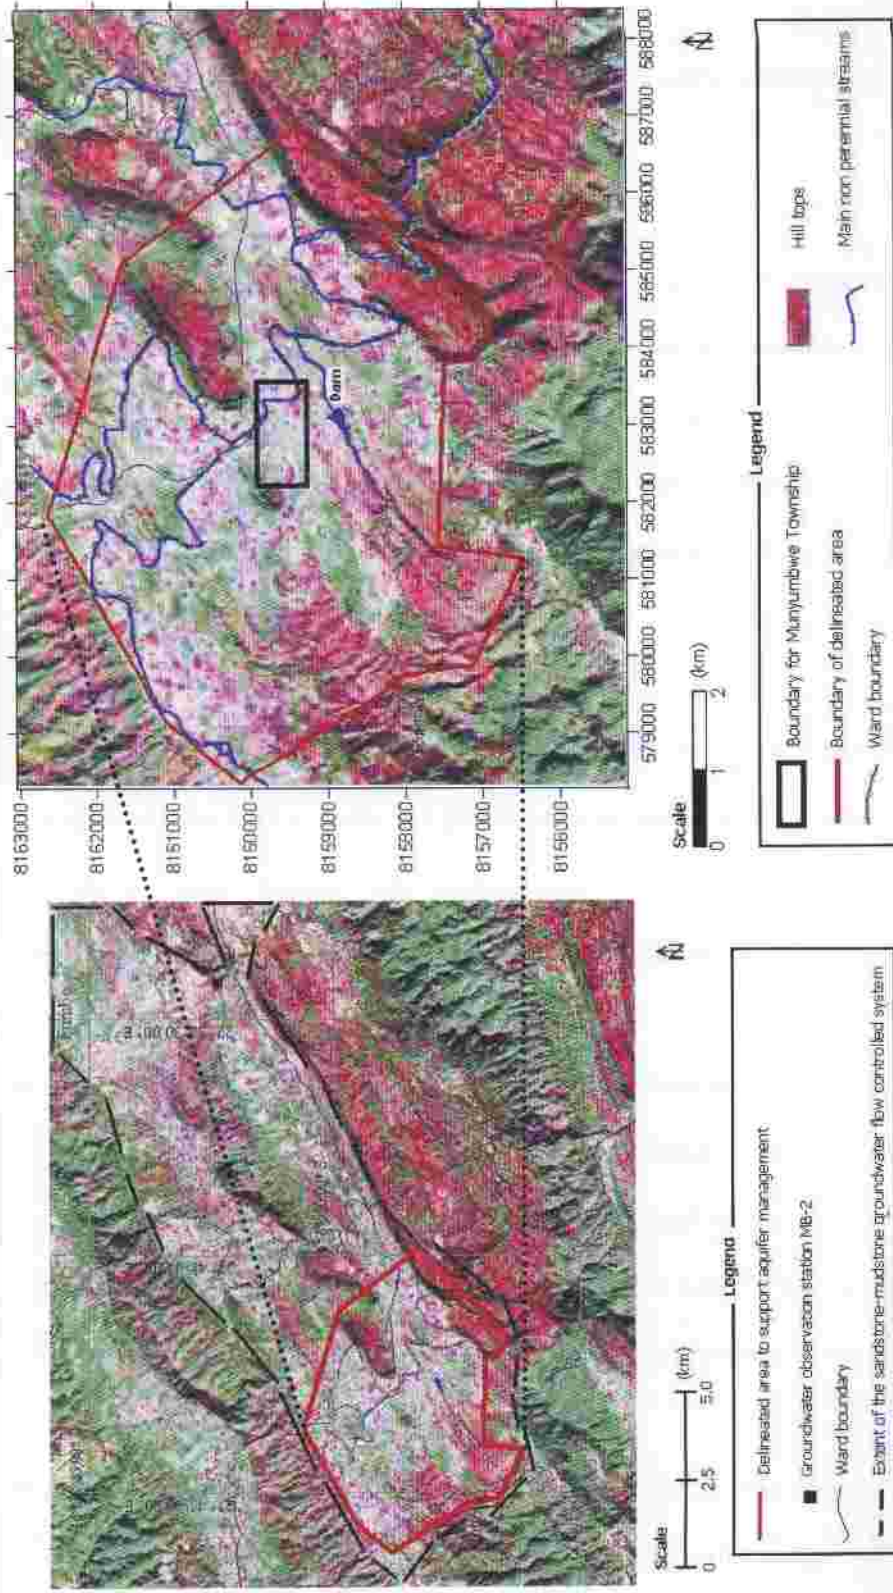 8163000
8162000
8151000
8160000
8159000
8158000
8157000
8156000
579000
580000
581000
582000
583000
584000
585000
596000
587000
588000
Dam
N
Scale
0 1 2 (km)
Legend
Boundary for Munyumbwe Township
Boundary of delineated area
Ward boundary
Hill tops
Main non perennial streams
N
Scale
0 2.5 5.0 (km)
Legend
Delineated area to support aquifer management
Groundwater observation station MB-2
Ward boundary
Extent of the sandstone-mudstone groundwater flow controlled system